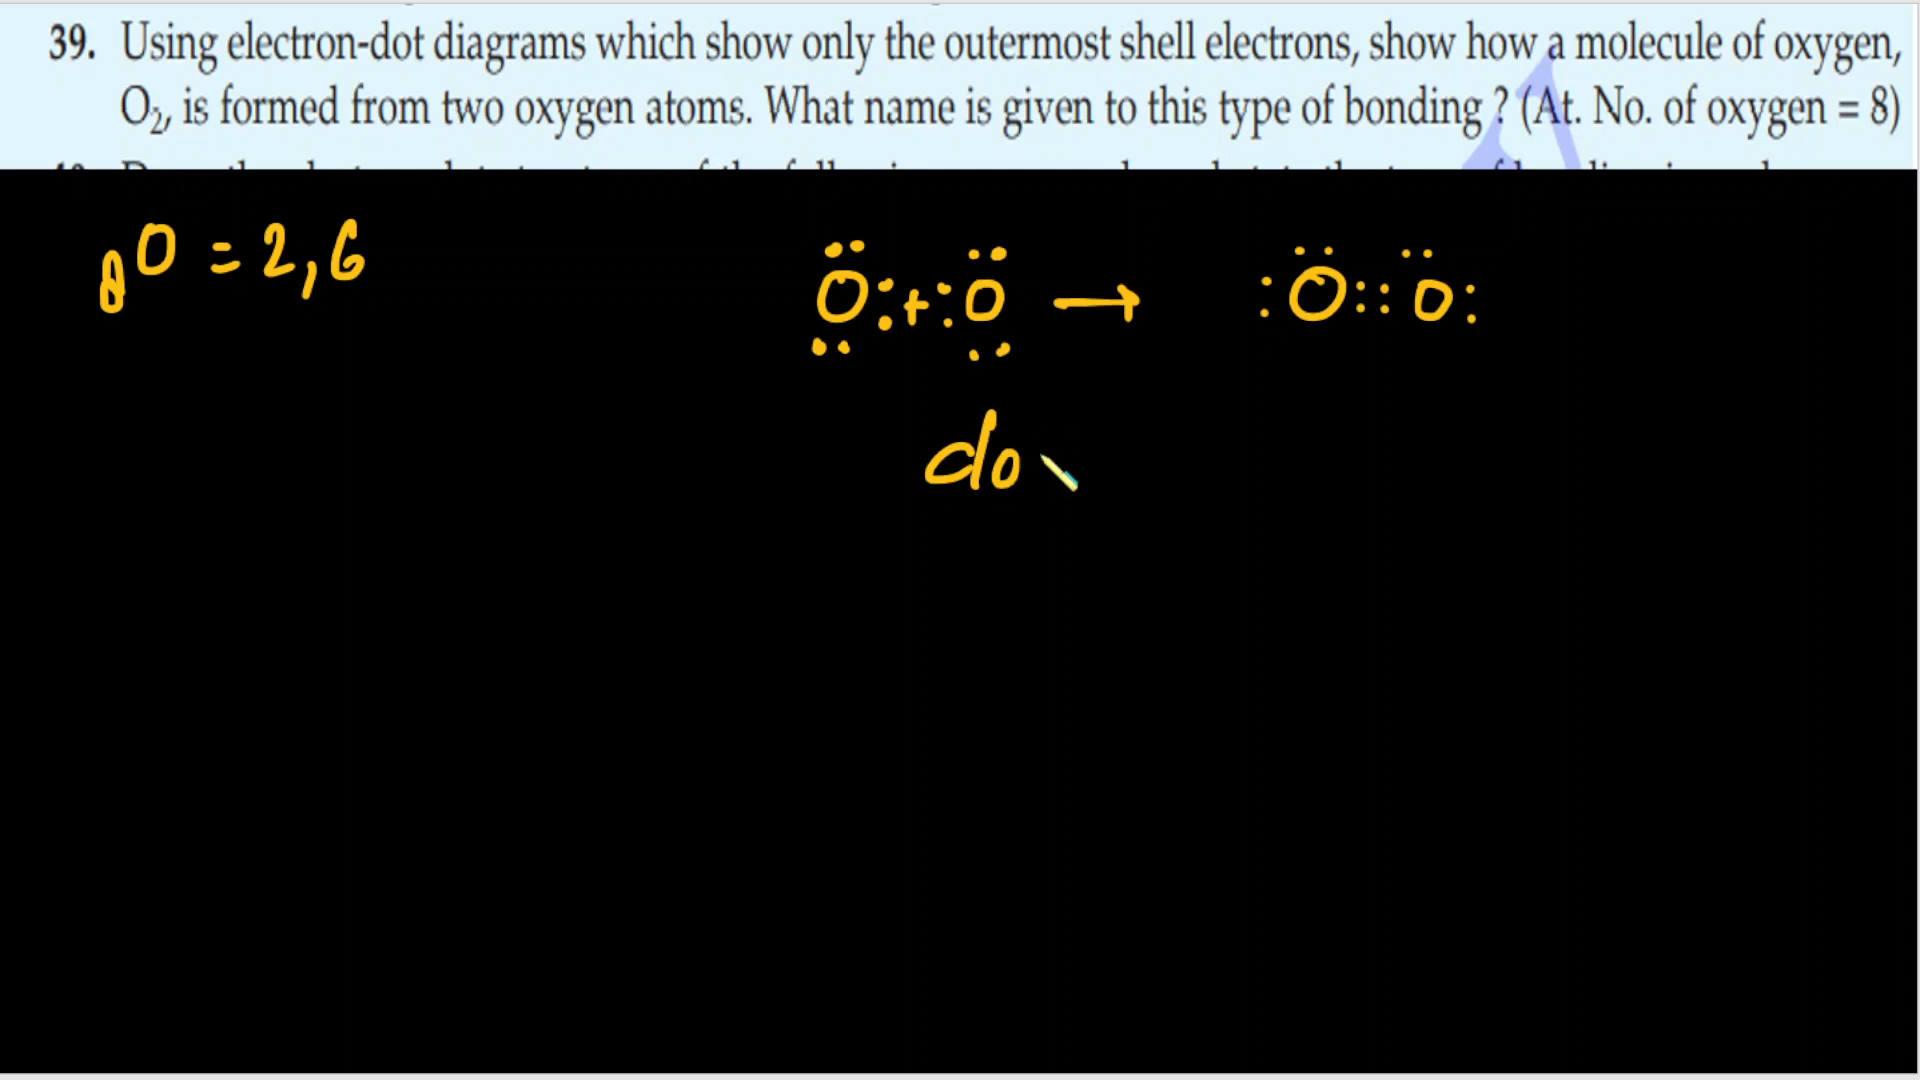 39. Using electron-dot diagrams which show only the outermost shell electrons, show how a molecule of oxygen,
O₂, is formed from two oxygen atoms. What name is given to this type of bonding ? (At. No. of oxygen = 8)
₈O = 2,6
O: + :O → :O::O:
do